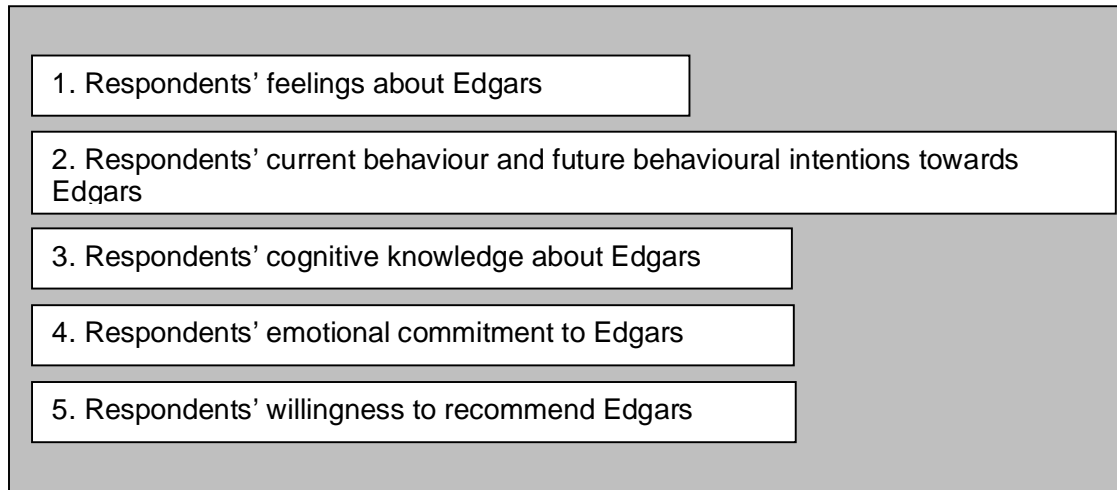 1. Respondents’ feelings about Edgars
2. Respondents’ current behaviour and future behavioural intentions towards
Edgars
3. Respondents’ cognitive knowledge about Edgars
4. Respondents’ emotional commitment to Edgars
5. Respondents’ willingness to recommend Edgars